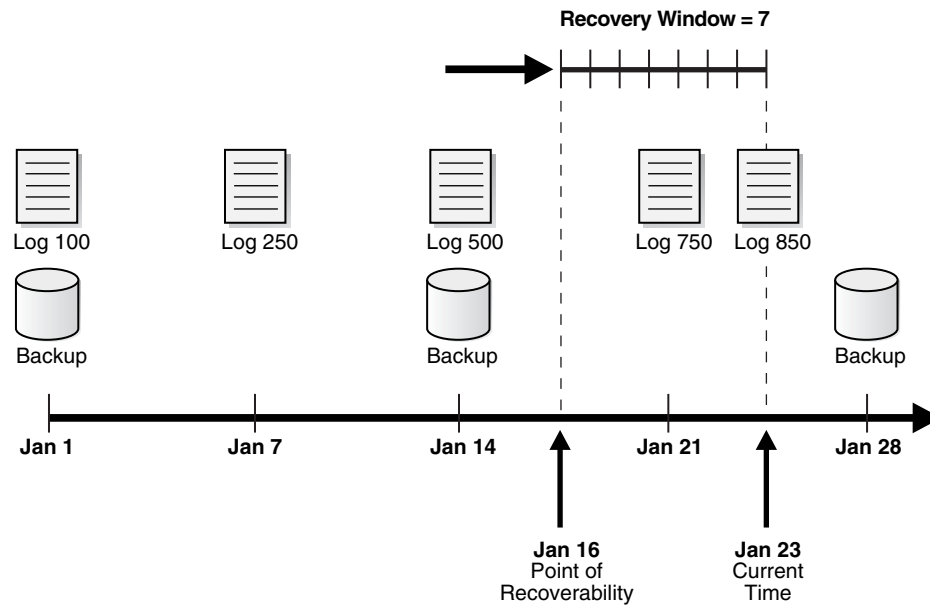 Recovery Window = 7
Log 100
Log 250
Log 500
Log 750
Log 850
Backup
Backup
Backup
Jan 1
Jan 7
Jan 14
Jan 21
Jan 28
Jan 16
Point of
Recoverability
Jan 23
Current
Time